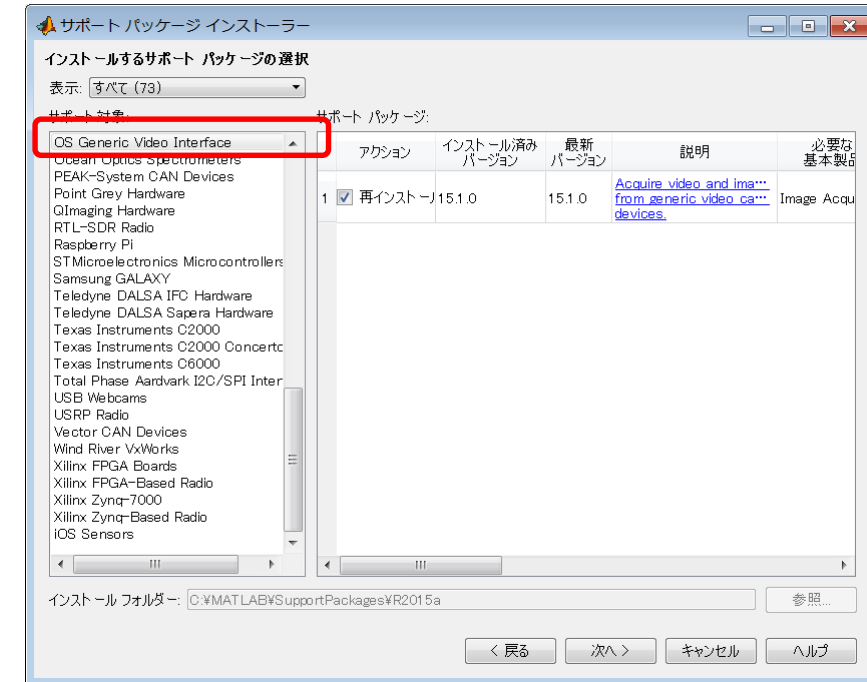 サポート パッケージ インストーラー
インストールするサポート パッケージの選択
表示: すべて (73)
サポート対象:
OS Generic Video Interface
Ocean Optics Spectrometers
PEAK-System CAN Devices
Point Grey Hardware
QImaging Hardware
RTL-SDR Radio
Raspberry Pi
STMicroelectronics Microcontrollers
Samsung GALAXY
Teledyne DALSA IFC Hardware
Teledyne DALSA Sapera Hardware
Texas Instruments C2000
Texas Instruments C2000 Concertc
Texas Instruments C6000
Total Phase Aardvark I2C/SPI Inter
USB Webcams
USRP Radio
Vector CAN Devices
Wind River VxWorks
Xilinx FPGA Boards
Xilinx FPGA-Based Radio
Xilinx Zynq-7000
Xilinx Zynq-Based Radio
iOS Sensors
サポート パッケージ:
アクション インストール済み バージョン 最新 バージョン 説明 必要な 基本製品
1 再インストール 15.1.0 15.1.0 Acquire video and ima… Image Acqu
from generic video ca…
devices.
インストール フォルダー: C:¥MATLAB¥SupportPackages¥R2015a 参照...
< 戻る 次へ > キャンセル ヘルプ